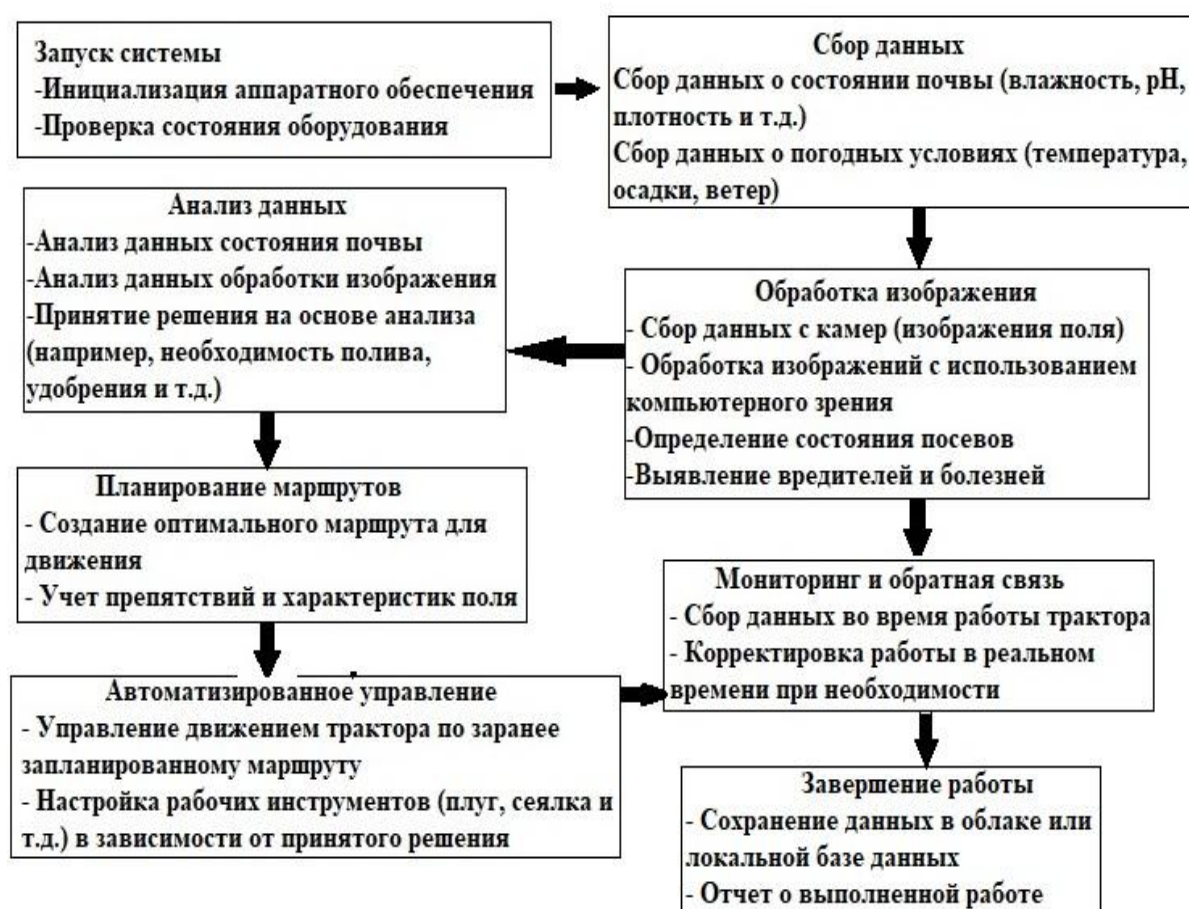 Запуск системы
-Инициализация аппаратного обеспечения
-Проверка состояния оборудования
Сбор данных
Сбор данных о состоянии почвы (влажность, pH,
плотность и т.д.)
Сбор данных о погодных условиях (температура,
осадки, ветер)
Обработка изображения
- Сбор данных с камер (изображения поля)
- Обработка изображений с использованием
компьютерного зрения
-Определение состояния посевов
-Выявление вредителей и болезней
Анализ данных
-Анализ данных состояния почвы
-Анализ данных обработки изображения
-Принятие решения на основе анализа
(например, необходимость полива,
удобрения и т.д.)
Планирование маршрутов
- Создание оптимального маршрута для
движения
- Учет препятствий и характеристик поля
Автоматизированное управление
- Управление движением трактора по заранее
запланированному маршруту
- Настройка рабочих инструментов (плуг, сеялка и
т.д.) в зависимости от принятого решения
Мониторинг и обратная связь
- Сбор данных во время работы трактора
- Корректировка работы в реальном
времени при необходимости
Завершение работы
- Сохранение данных в облаке или
локальной базе данных
- Отчет о выполненной работе